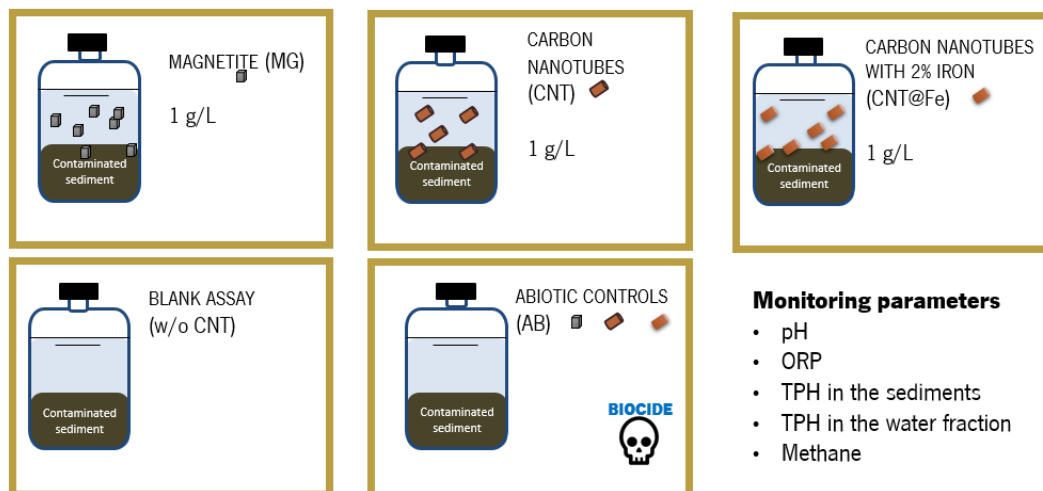 MAGNETITE (MG)
1 g/L
Contaminated
sediment
CARBON
NANOTUBES
(CNT)
1 g/L
Contaminated
sediment
CARBON NANOTUBES
WITH 2% IRON
(CNT@Fe)
1 g/L
Contaminated
sediment
BLANK ASSAY
(w/o CNT)
Contaminated
sediment
ABIOTIC CONTROLS
(AB)
Contaminated
sediment
BIOCIDE
Monitoring parameters
• pH
• ORP
• TPH in the sediments
• TPH in the water fraction
• Methane